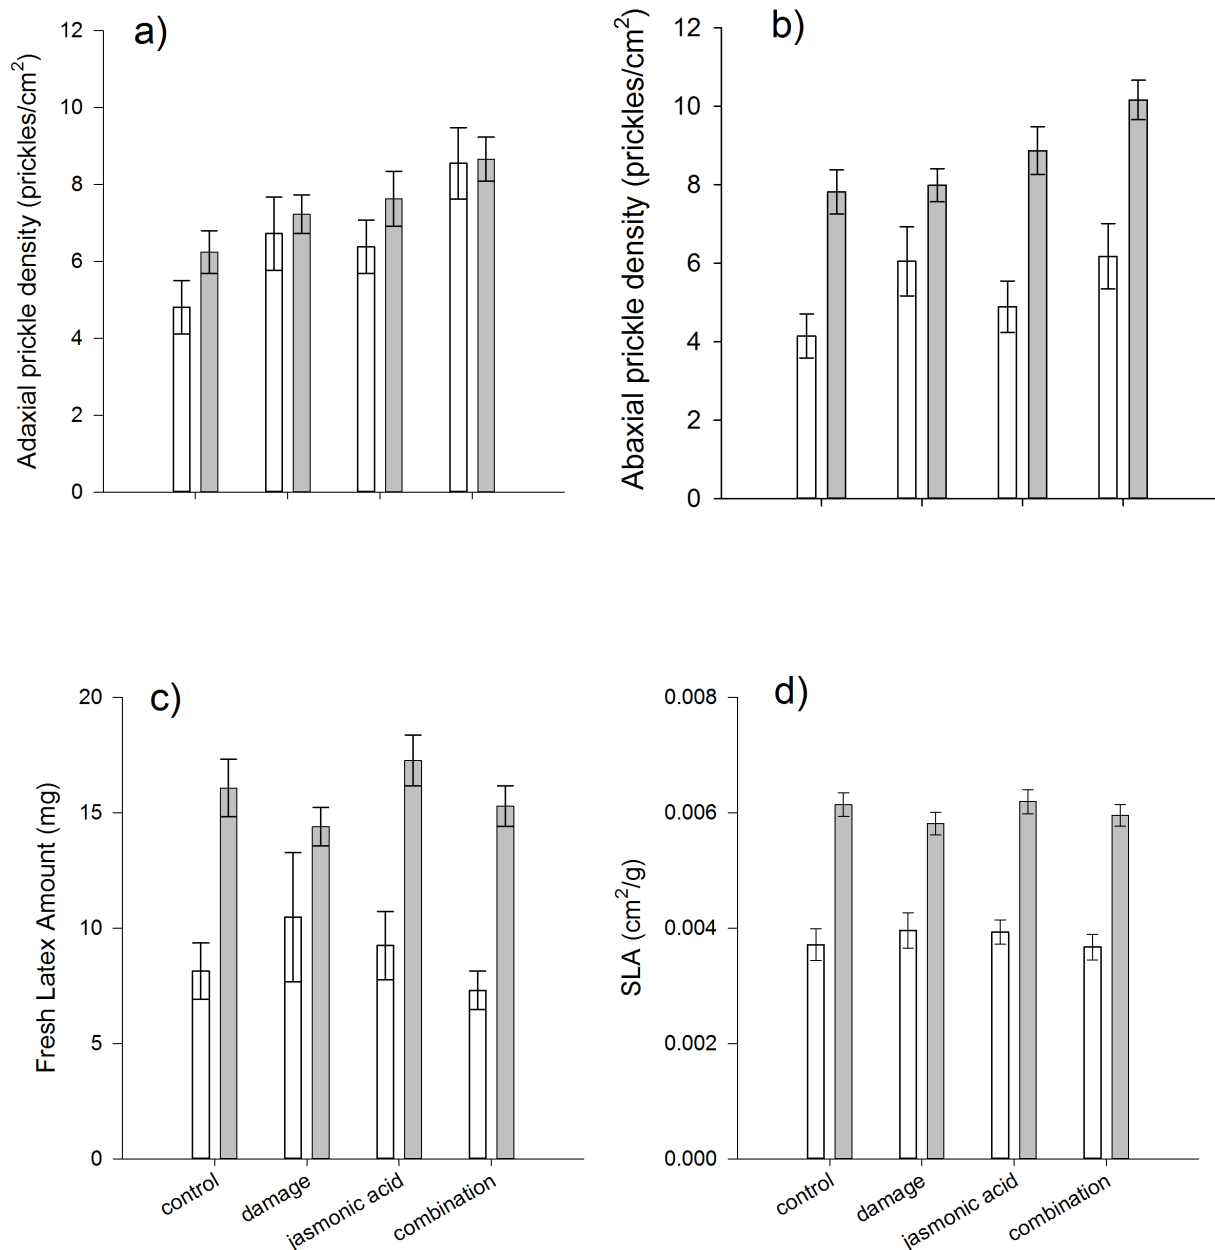 a)
Adaxial prickle density (prickles/cm²)
12
10
8
6
4
2
0
b)
Abaxial prickle density (prickles/cm²)
12
10
8
6
4
2
0
c)
Fresh Latex Amount (mg)
20
15
10
5
0
control
damage
jasmonic acid
combination
d)
SLA (cm²/g)
0.008
0.006
0.004
0.002
0.000
control
damage
jasmonic acid
combination